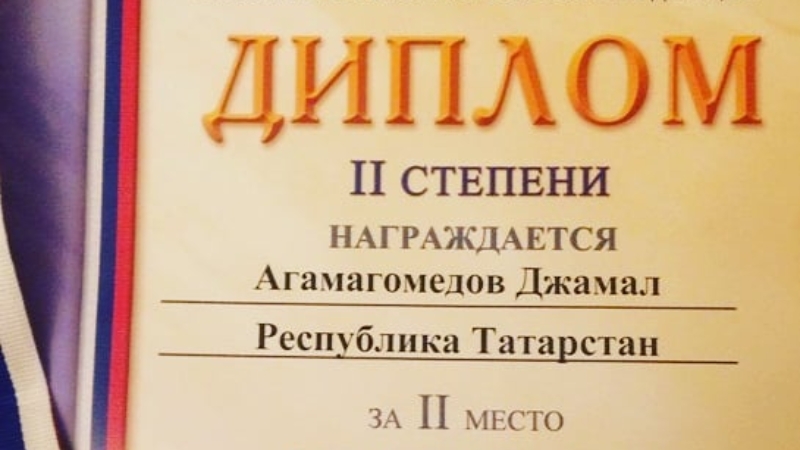 ДИПЛОМ
II СТЕПЕНИ
НАГРАЖДАЕТСЯ
Агамагомедов Джамал
Республика Татарстан
ЗА II МЕСТО